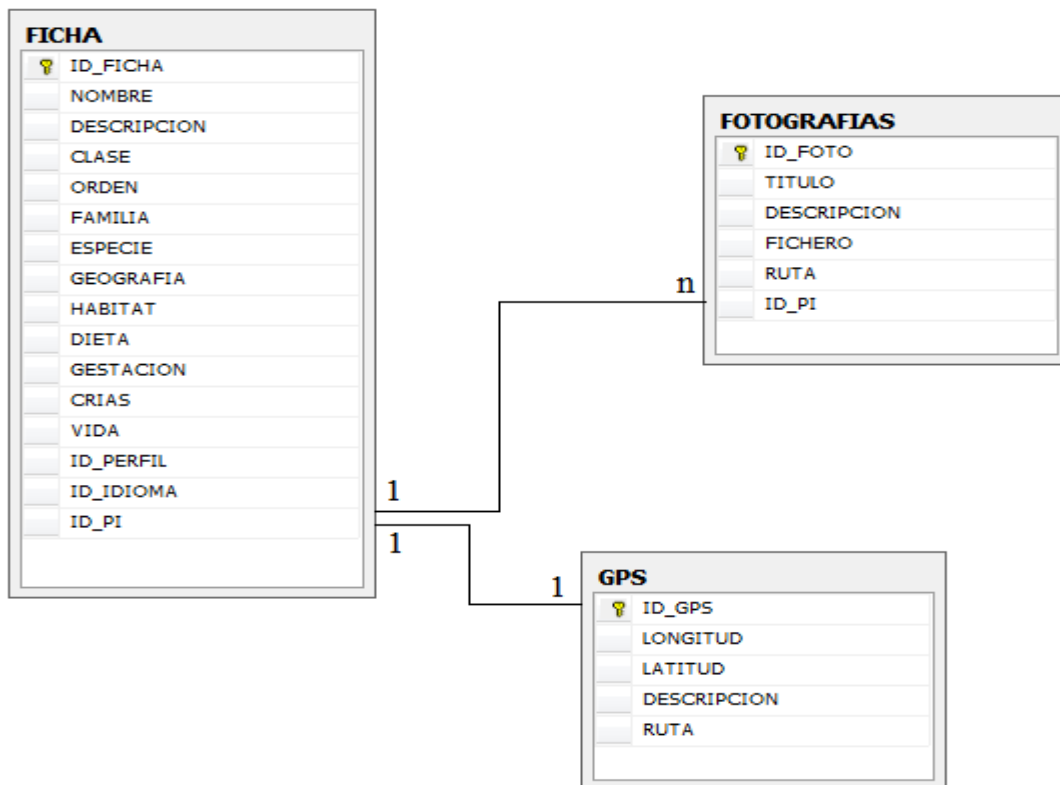 FICHA
ID_FICHA
NOMBRE
DESCRIPCION
CLASE
ORDEN
FAMILIA
ESPECIE
GEOGRAFIA
HABITAT
DIETA
GESTACION
CRIAS
VIDA
ID_PERFIL
ID_IDIOMA
ID_PI
1
1
n
FOTOGRAFIAS
ID_FOTO
TITULO
DESCRIPCION
FICHERO
RUTA
ID_PI
1
GPS
ID_GPS
LONGITUD
LATITUD
DESCRIPCION
RUTA